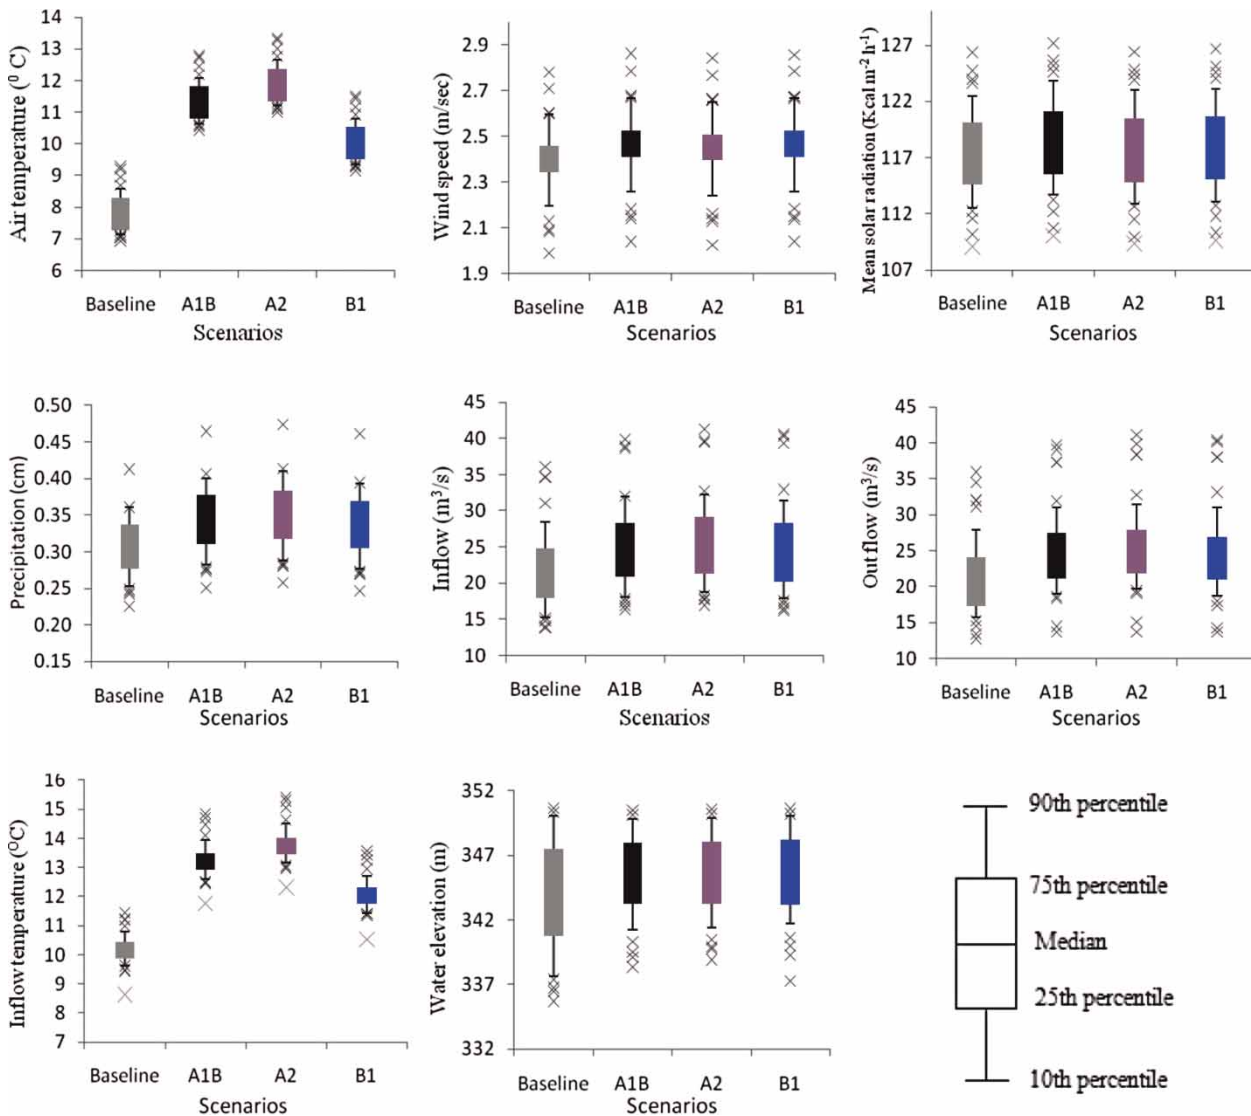 Air temperature (⁰ C)
14
13
12
11
10
9
8
7
6
Baseline A1B A2 B1
Scenarios
Wind speed (m/sec)
2.9
2.7
2.5
2.3
2.1
1.9
Baseline A1B A2 B1
Scenarios
Mean solar radiation (Kcal m⁻² h⁻¹)
127
122
117
112
107
Baseline A1B A2 B1
Scenarios
Precipitation (cm)
0.50
0.45
0.40
0.35
0.30
0.25
0.20
0.15
Baseline A1B A2 B1
Scenarios
Inflow (m³/s)
45
40
35
30
25
20
15
10
Baseline A1B A2 B1
Scenarios
Out flow (m³/s)
45
40
35
30
25
20
15
10
Baseline A1B A2 B1
Scenarios
Inflow temperature (⁰C)
16
15
14
13
12
11
10
9
8
7
Baseline A1B A2 B1
Scenarios
Water elevation (m)
352
347
342
337
332
Baseline A1B A2 B1
Scenarios
90th percentile
75th percentile
Median
25th percentile
10th percentile